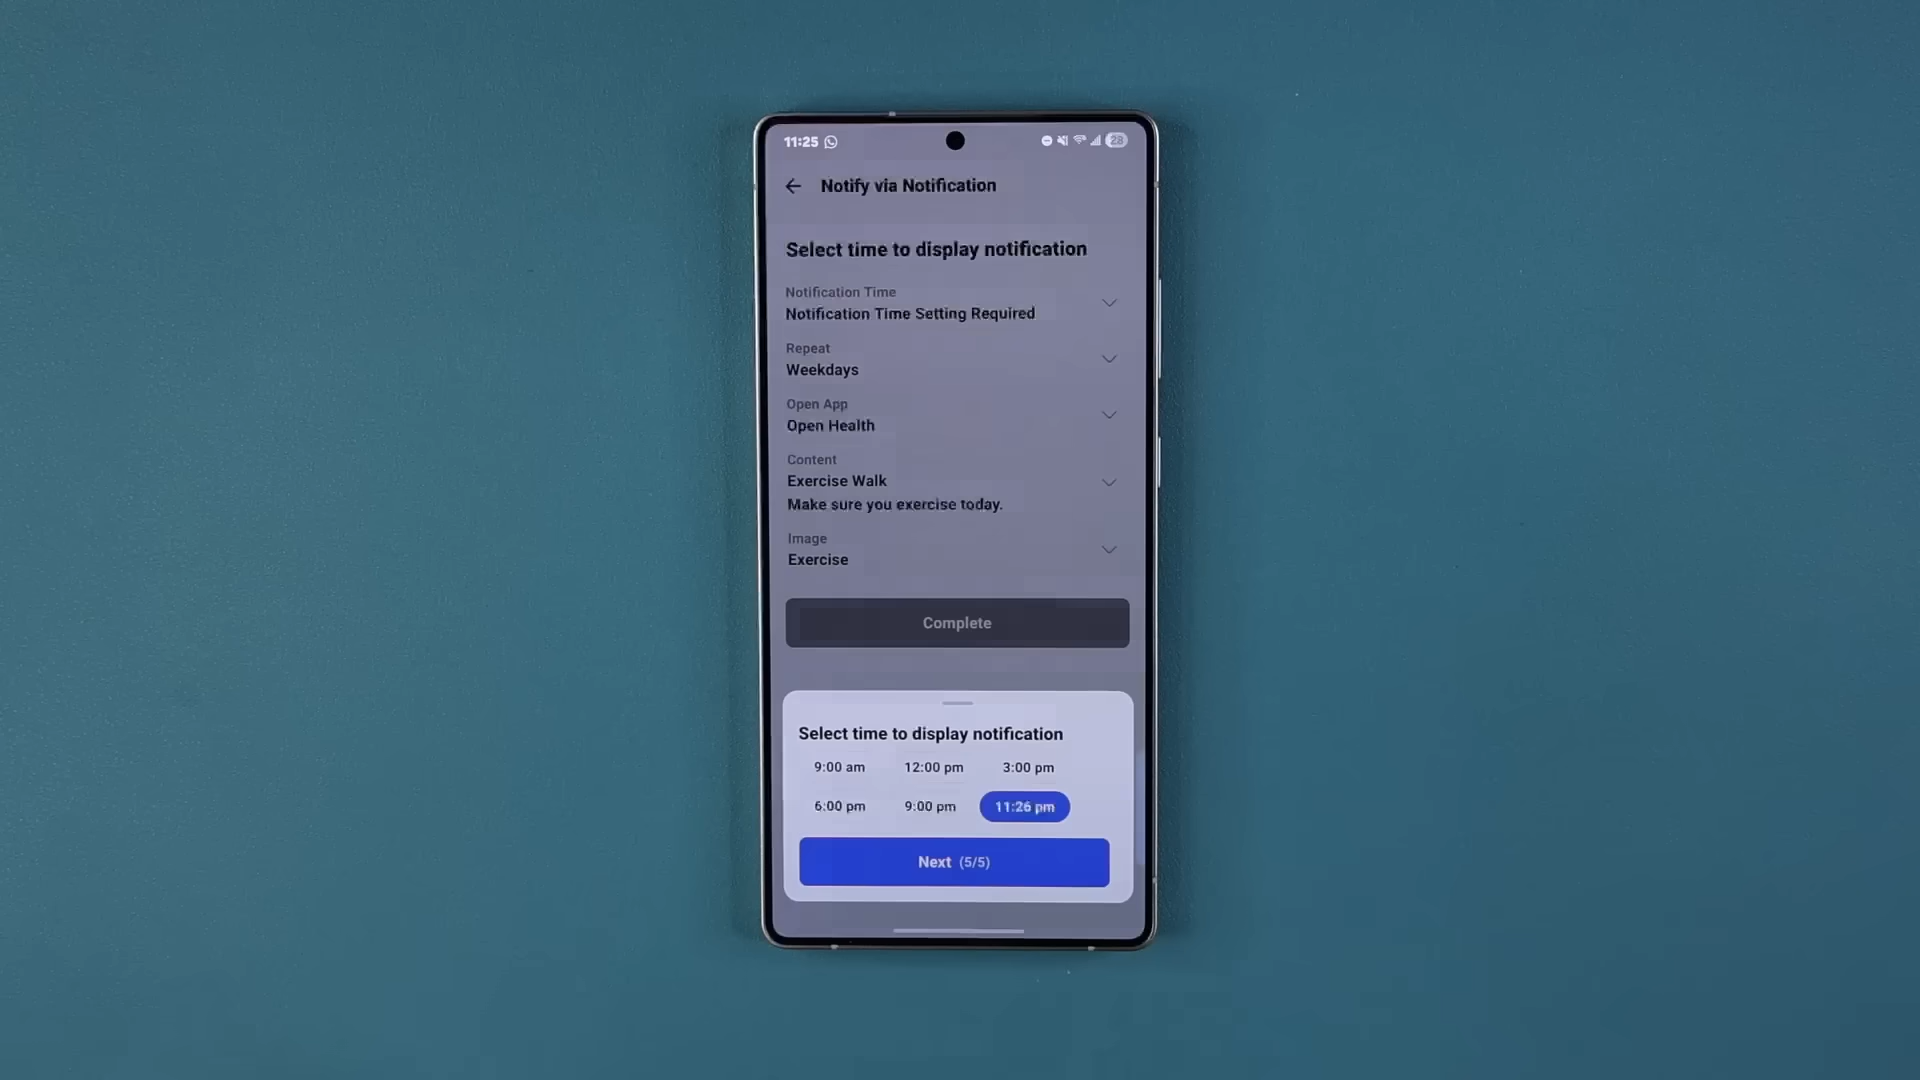 11:25
28
Notify via Notification
Select time to display notification
Notification Time
Notification Time Setting Required
Repeat
Weekdays
Open App
Open Health
Content
Exercise Walk
Make sure you exercise today.
Image
Exercise
Complete
Select time to display notification
9:00 am 12:00 pm 3:00 pm
6:00 pm 9:00 pm 11:26 pm
Next (5/5)